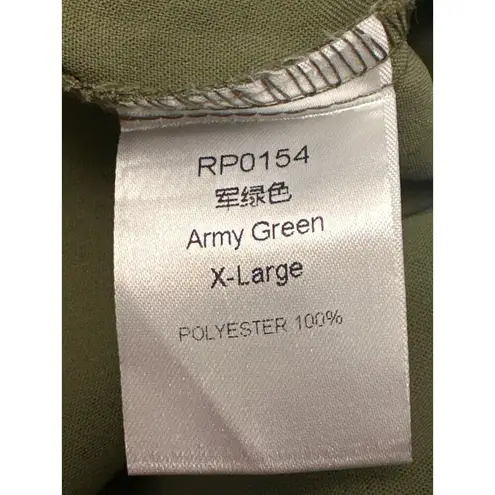 RP0154
军绿色
Army Green
X-Large
POLYESTER 100%